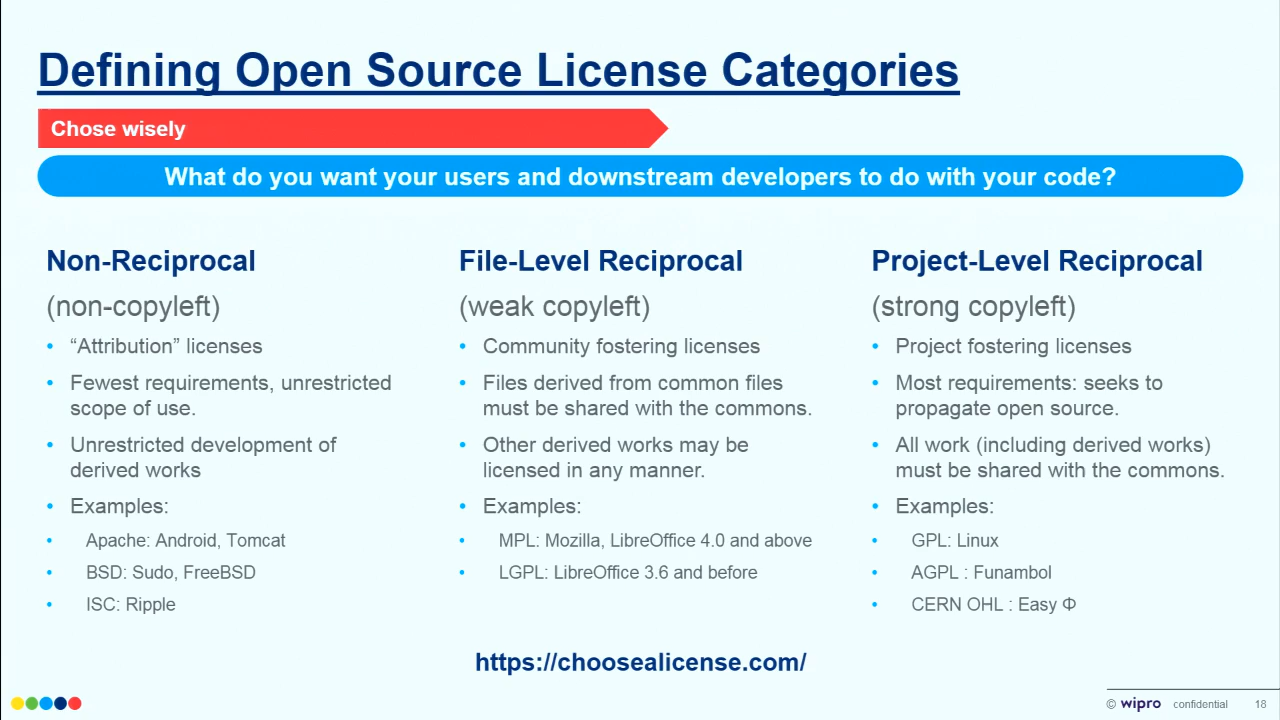 Defining Open Source License Categories
Chose wisely
What do you want your users and downstream developers to do with your code?
Non-Reciprocal
(non-copyleft)
• “Attribution” licenses
• Fewest requirements, unrestricted
scope of use.
• Unrestricted development of
derived works
• Examples:
• Apache: Android, Tomcat
• BSD: Sudo, FreeBSD
• ISC: Ripple
File-Level Reciprocal
(weak copyleft)
• Community fostering licenses
• Files derived from common files
must be shared with the commons.
• Other derived works may be
licensed in any manner.
• Examples:
• MPL: Mozilla, LibreOffice 4.0 and above
• LGPL: LibreOffice 3.6 and before
Project-Level Reciprocal
(strong copyleft)
• Project fostering licenses
• Most requirements: seeks to
propagate open source.
• All work (including derived works)
must be shared with the commons.
• Examples:
• GPL: Linux
• AGPL : Funambol
• CERN OHL : Easy Φ
https://choosealicense.com/
© wipro confidential 18